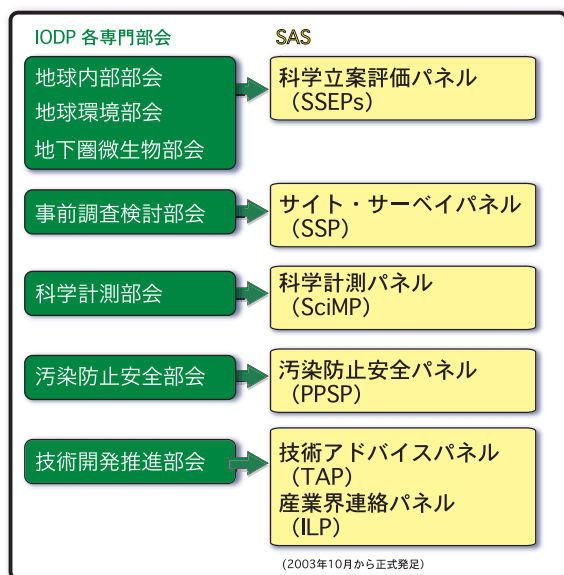 IODP 各専門部会
SAS
地球内部部会
地球環境部会
地下圏微生物部会
科学立案評価パネル
（SSEPs）
事前調査検討部会
サイト・サーベイパネル
（SSP）
科学計測部会
科学計測パネル
（SciMP）
汚染防止安全部会
汚染防止安全パネル
（PPSP）
技術開発推進部会
技術アドバイスパネル
（TAP）
産業界連絡パネル
（ILP）
（2003年10月から正式発足）